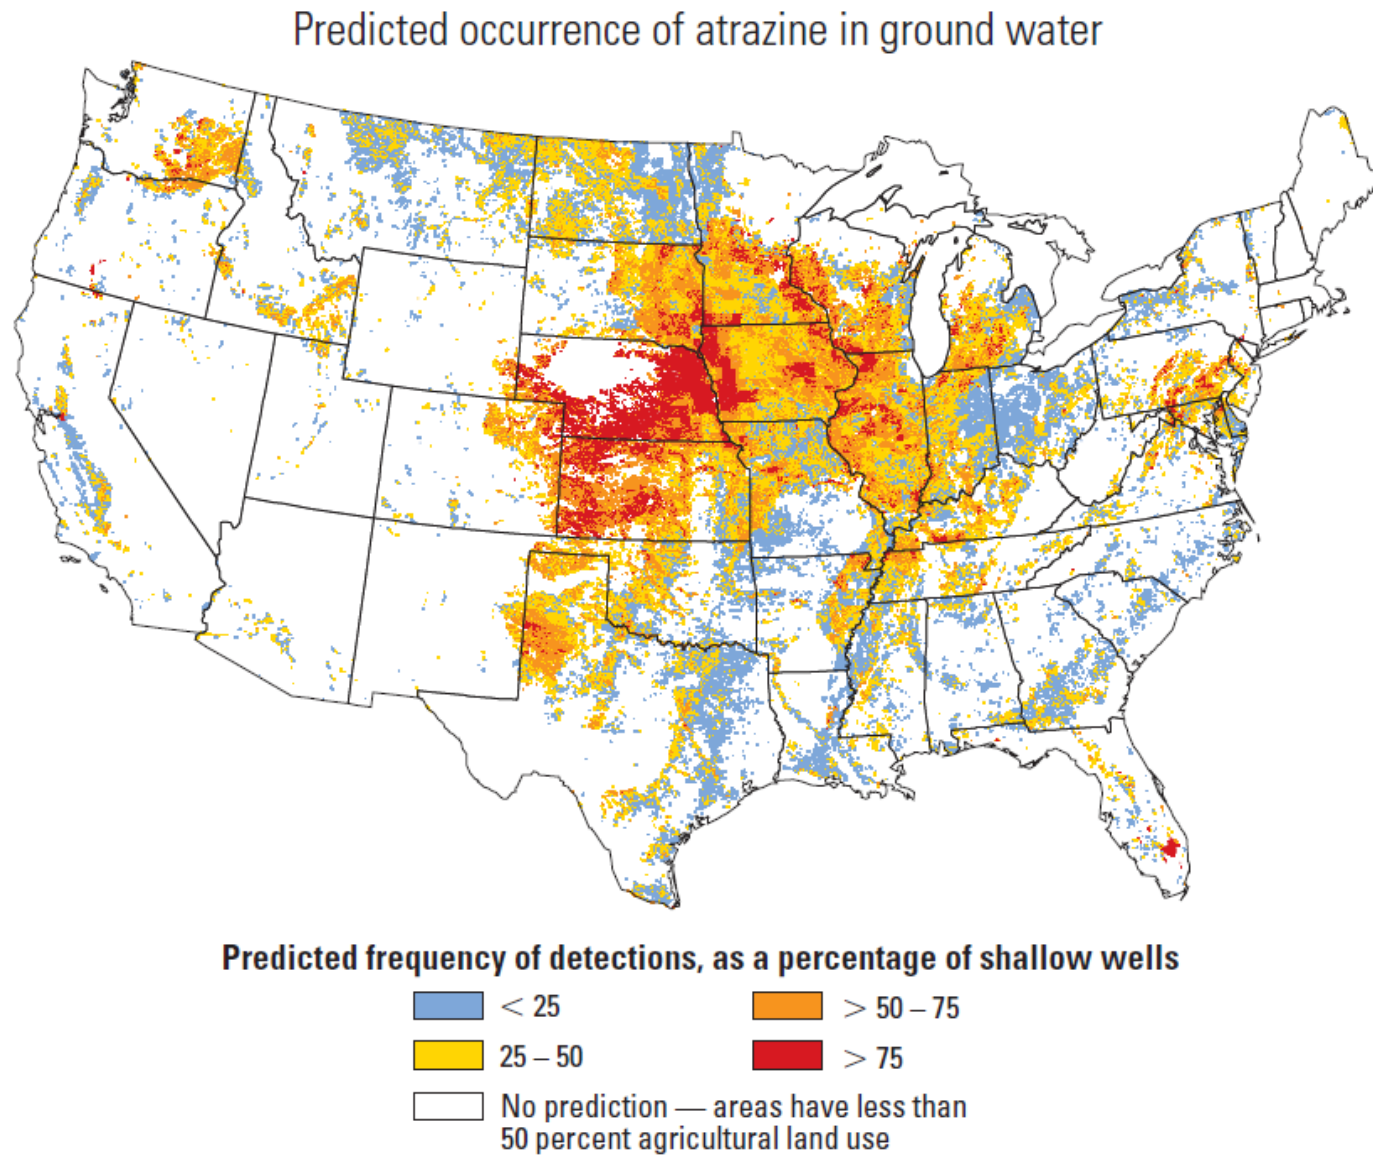 Predicted occurrence of atrazine in ground water
Predicted frequency of detections, as a percentage of shallow wells
< 25
> 50 – 75
25 – 50
> 75
No prediction — areas have less than
50 percent agricultural land use